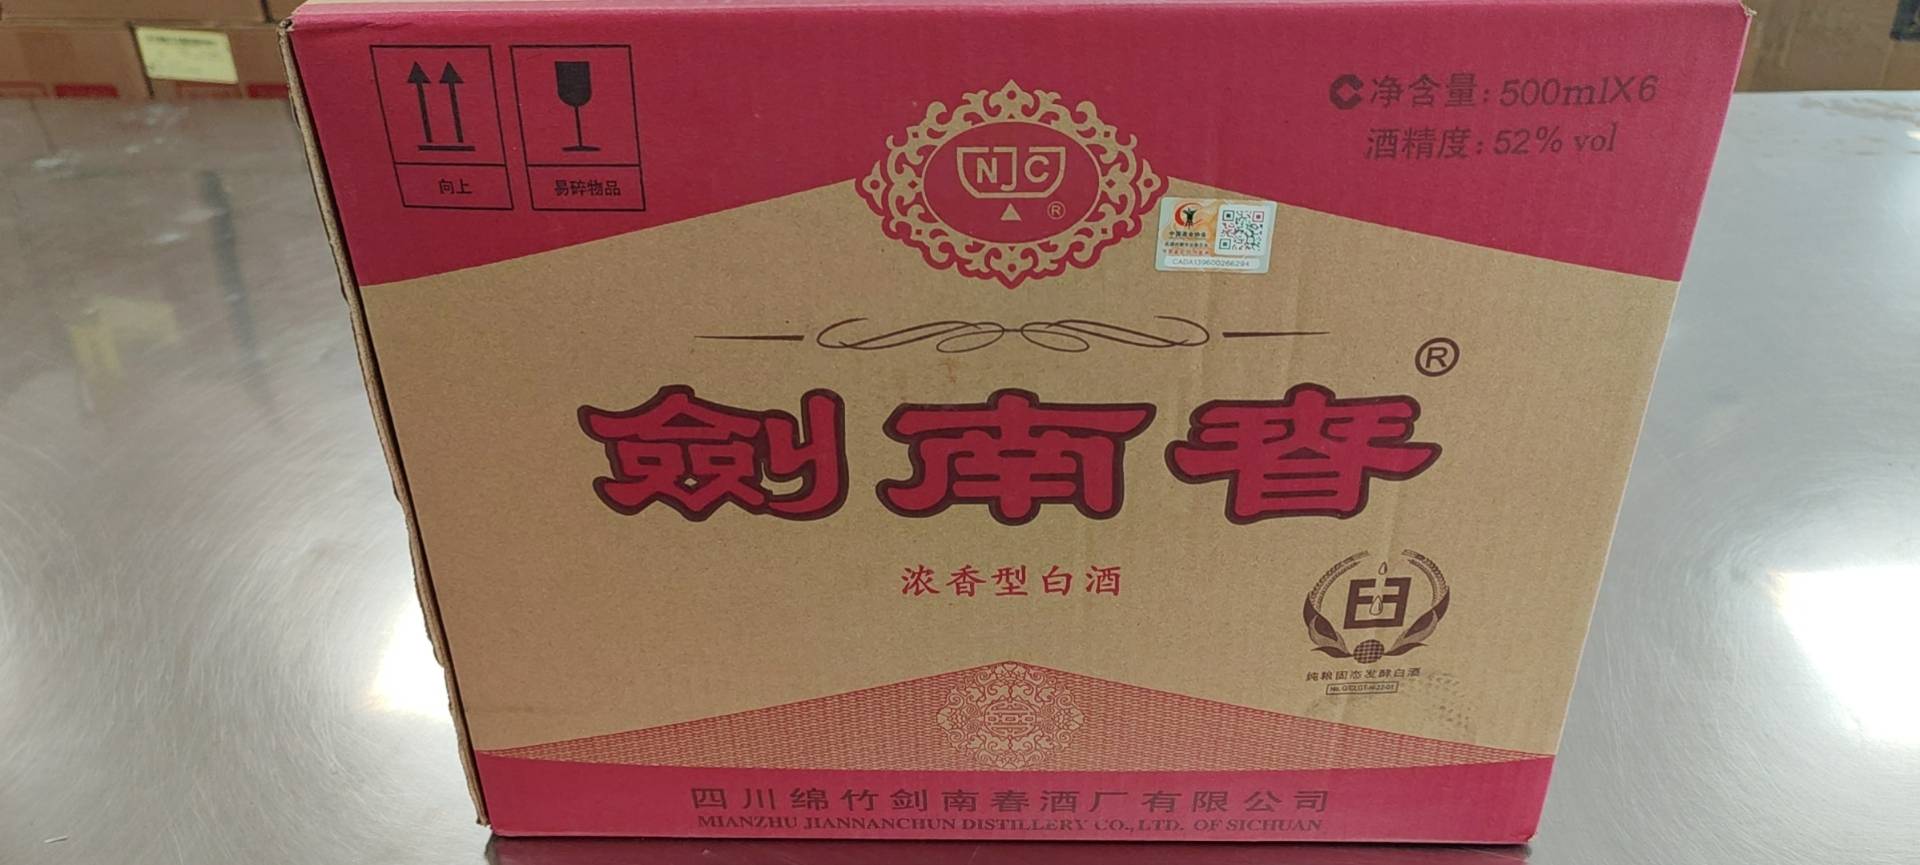 向上
易碎物品
NJC
®
净含量:500mlX6
酒精度:52% vol
CADA139600266294
劍南春®
浓香型白酒
纯粮固态发酵白酒
四川绵竹剑南春酒厂有限公司
MIANZHU JIANNANCHUN DISTILLERY CO.,LTD. OF SICHUAN